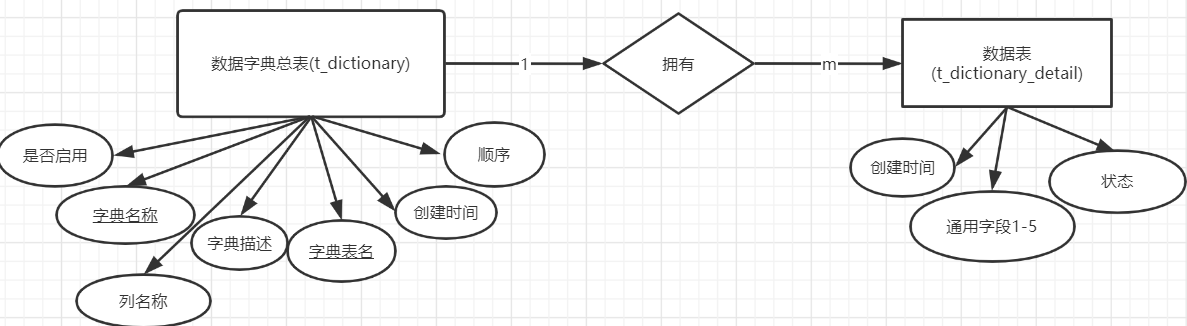 数据字典总表(t_dictionary)
1
拥有
m
数据表
(t_dictionary_detail)
是否启用
字典名称
列名称
字典描述
字典表名
创建时间
顺序
创建时间
通用字段1-5
状态